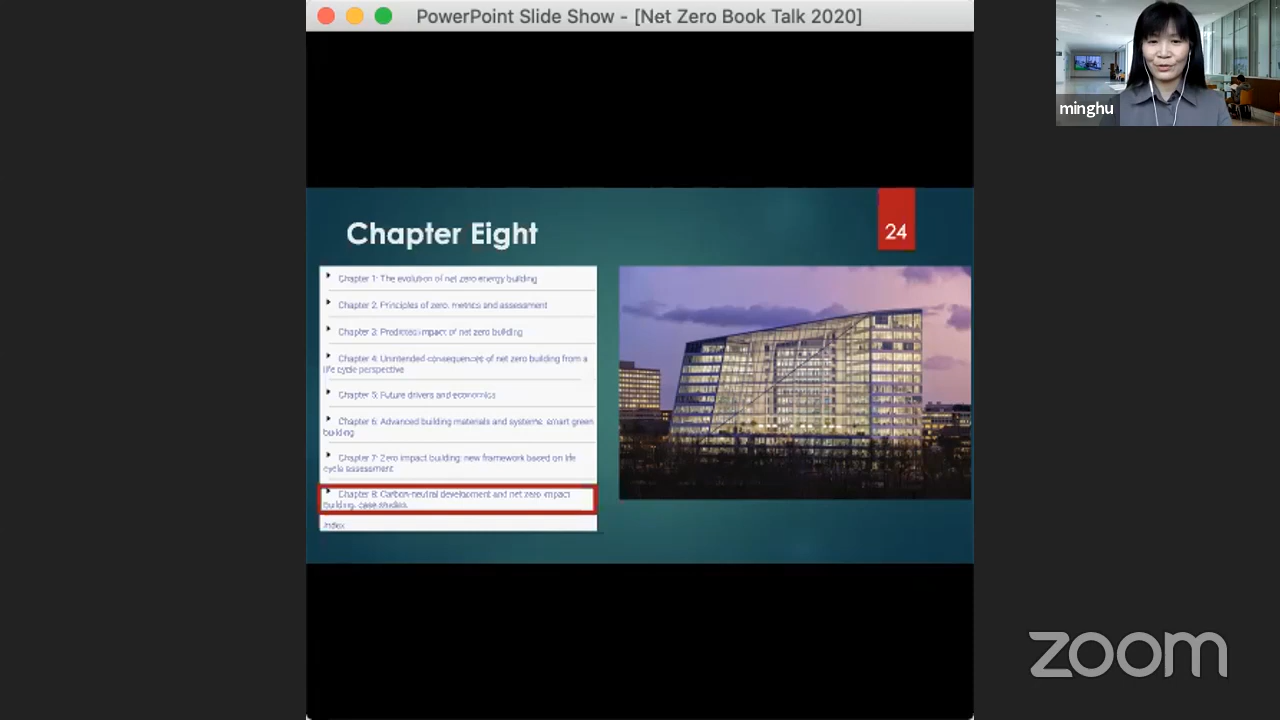 PowerPoint Slide Show - [Net Zero Book Talk 2020]
minghu
Chapter Eight
24
Chapter 1: The evolution of net zero energy building
Chapter 2: Principles of zero: metrics and assessment
Chapter 3: Predicted impact of net zero building
Chapter 4: Unintended consequences of net zero building from a
life cycle perspective
Chapter 5: Future drivers and economics
Chapter 6: Advanced building materials and systems: smart green
building
Chapter 7: Zero impact building: new framework based on life
cycle assessment
Chapter 8: Carbon-neutral development and net zero impact
building: case studies.
Index
zoom